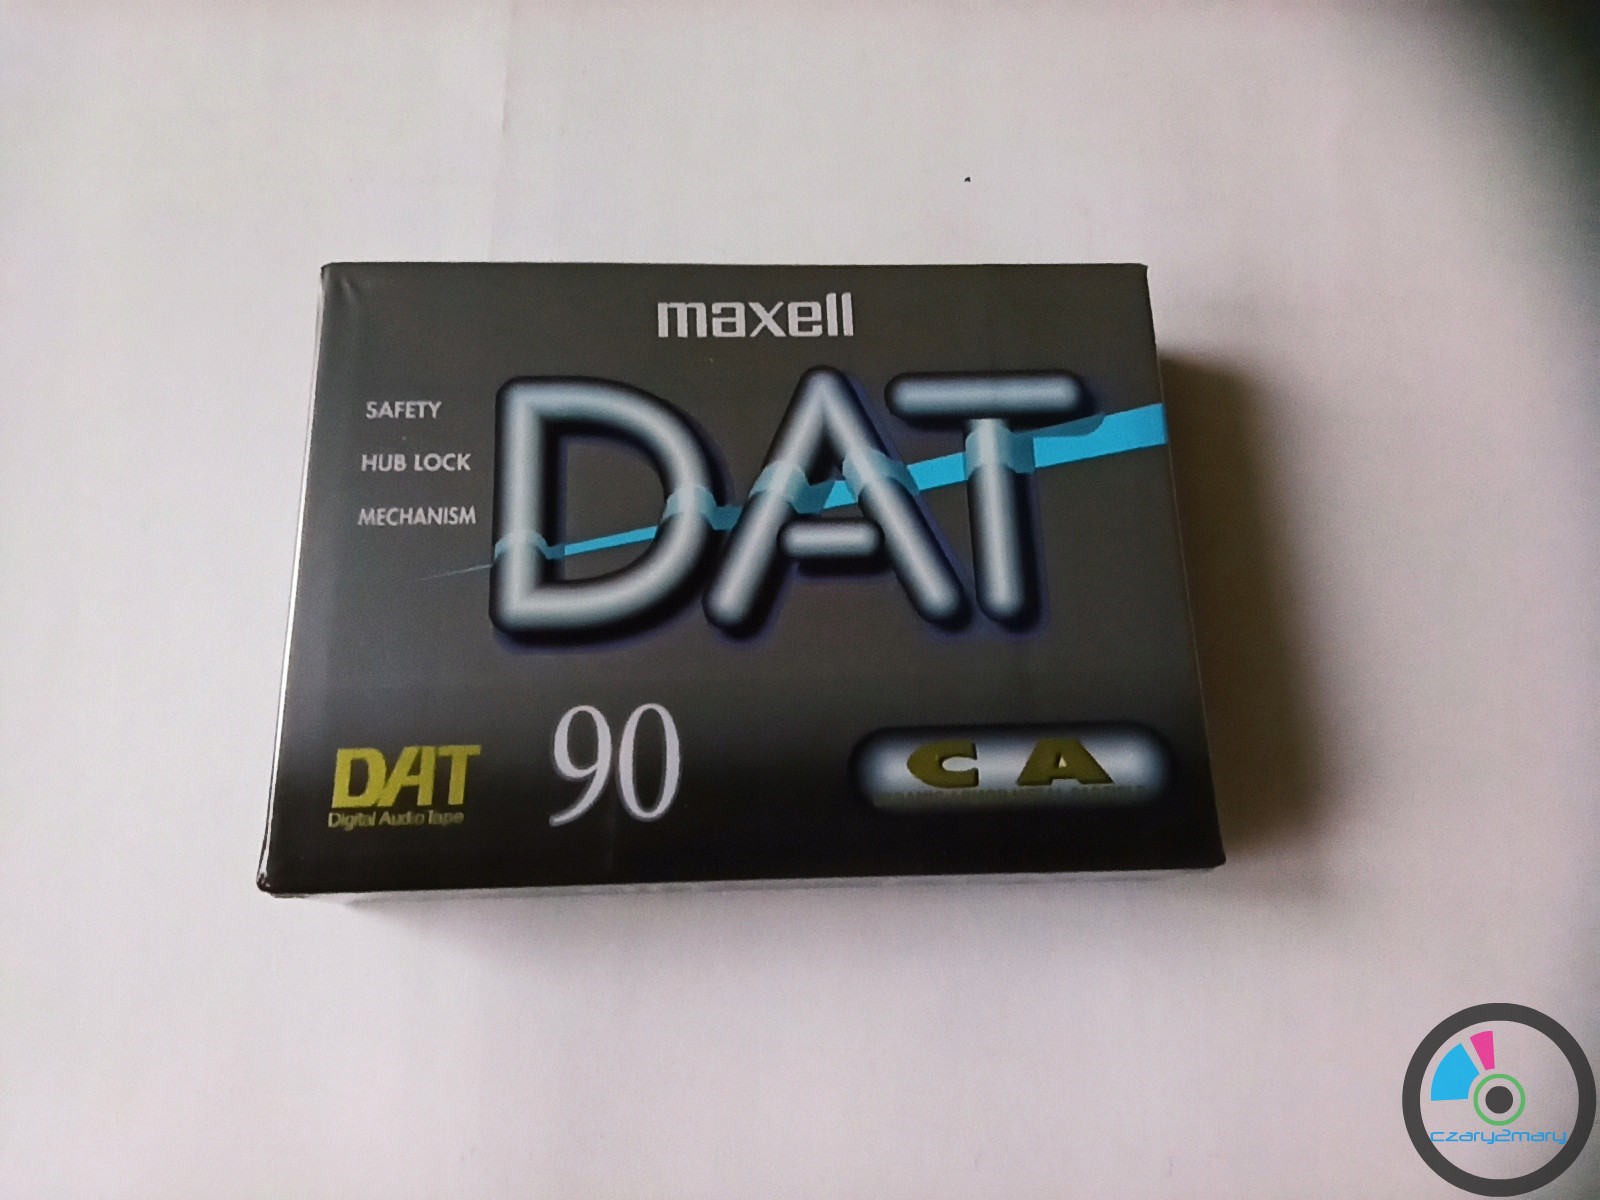 maxell
SAFETY
HUB LOCK
MECHANISM
DAT
DAT
Digital Audio Tape
90
CA
czary2mary